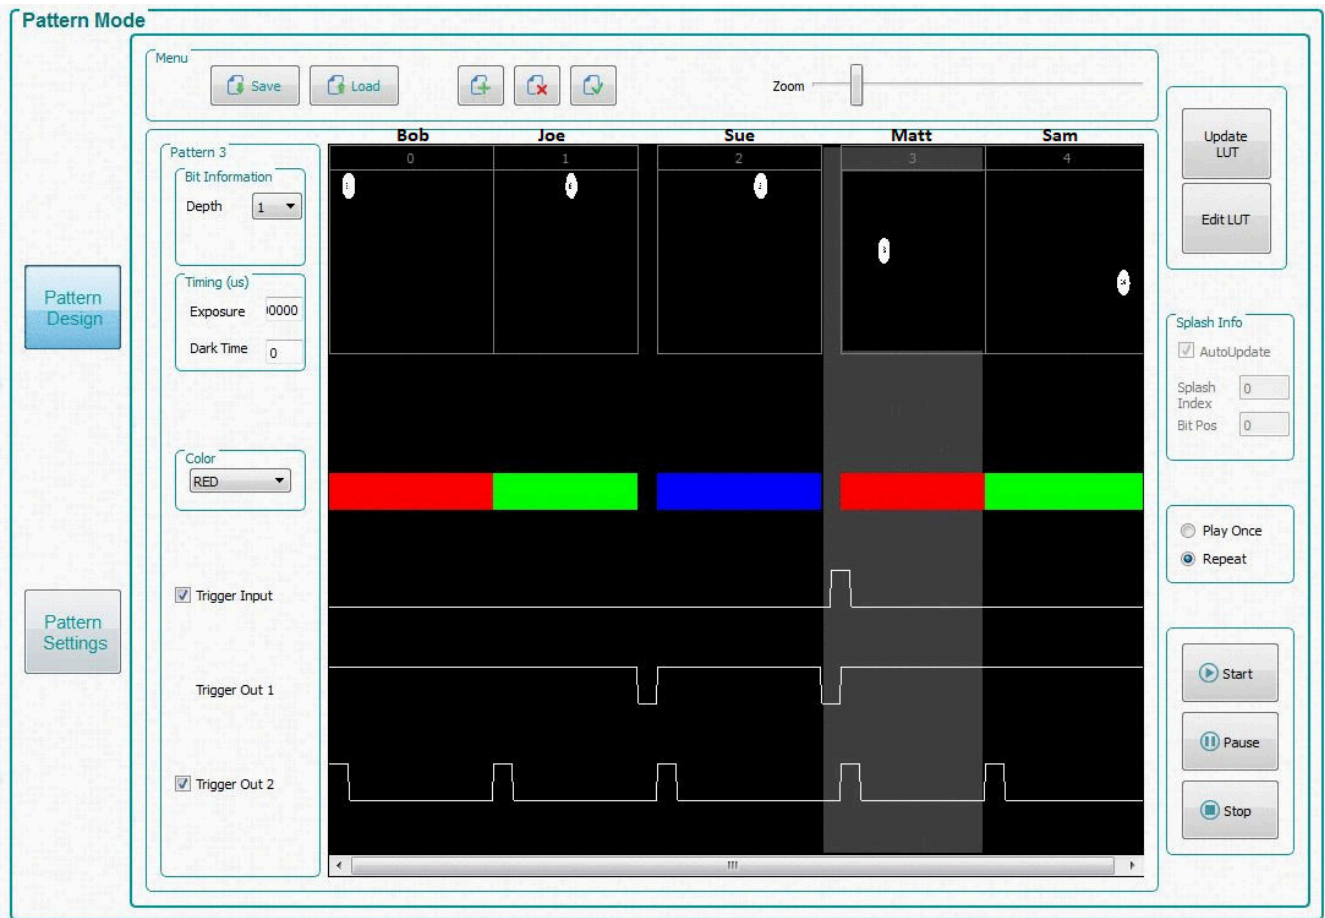 Pattern Mode
Menu
Save
Load
Zoom
Bob Joe Sue Matt Sam
Pattern 3
0 1 2 3 4
Bit Information
Depth 1
Timing (us)
Exposure 00000
Dark Time 0
Color
RED
Trigger Input
Trigger Out 1
Trigger Out 2
Pattern
Design
Pattern
Settings
Update
LUT
Edit LUT
Splash Info
AutoUpdate
Splash
Index 0
Bit Pos 0
Play Once
Repeat
Start
Pause
Stop